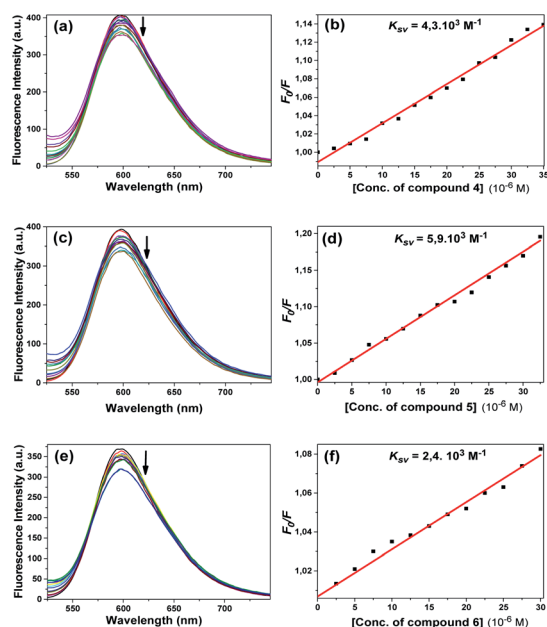 (a)
Fluorescence Intensity (a.u.)
400
300
200
100
0
550 600 650 700
Wavelength (nm)
(b)
Ksv = 4,3.10³ M⁻¹
F₀/F
1,14
1,12
1,10
1,08
1,06
1,04
1,02
1,00
0 5 10 15 20 25 30 35
[Conc. of compound 4] (10⁻⁶ M)
(c)
Fluorescence Intensity (a.u.)
400
300
200
100
0
550 600 650 700
Wavelength (nm)
(d)
Ksv = 5,9.10³ M⁻¹
F₀/F
1,20
1,15
1,10
1,05
1,00
0 5 10 15 20 25 30
[Conc. of compound 5] (10⁻⁶ M)
(e)
Fluorescence Intensity (a.u.)
350
300
250
200
150
100
50
0
550 600 650 700
Wavelength (nm)
(f)
Ksv = 2,4. 10³ M⁻¹
F₀/F
1,08
1,06
1,04
1,02
0 5 10 15 20 25 30
[Conc. of compound 6] (10⁻⁶ M)